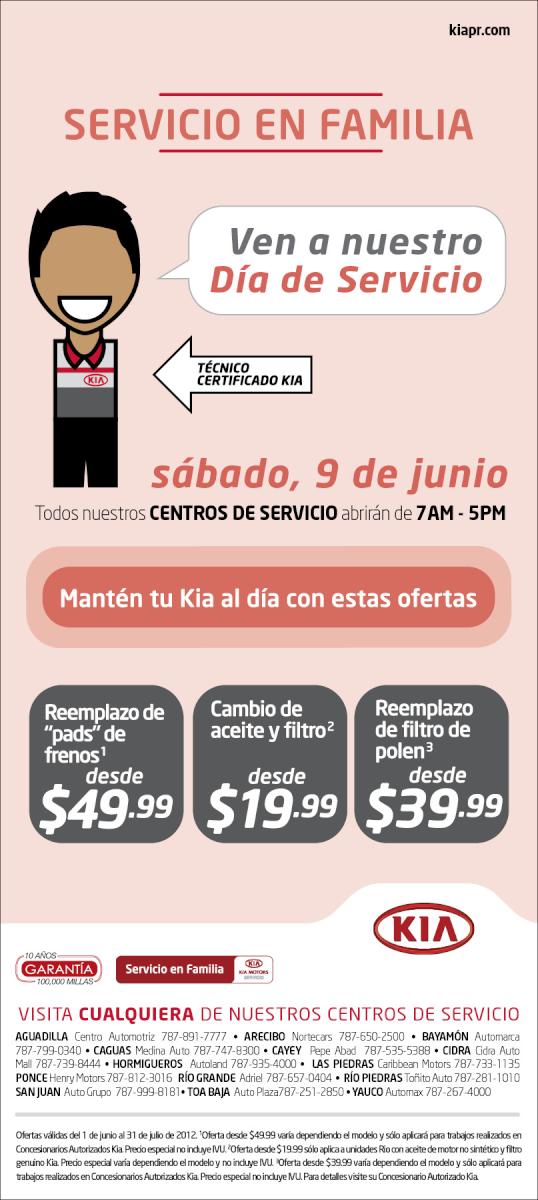 kiapr.com
SERVICIO EN FAMILIA
Ven a nuestro
Día de Servicio
TÉCNICO
CERTIFICADO KIA
KIA
sábado, 9 de junio
Todos nuestros CENTROS DE SERVICIO abrirán de 7AM - 5PM
Mantén tu Kia al día con estas ofertas
Reemplazo de
“pads” de
frenos¹
desde
$49.99
Cambio de
aceite y filtro²
desde
$19.99
Reemplazo
de filtro de
polen³
desde
$39.99
KIA
10 AÑOS
GARANTÍA
100,000 MILLAS
Servicio en Familia
KIA
KIA MOTORS
SERVICIO
VISITA CUALQUIERA DE NUESTROS CENTROS DE SERVICIO
AGUADILLA Centro Automotriz 787-891-7777 • ARECIBO Nortecars 787-650-2500 • BAYAMÓN Automarca
787-799-0340 • CAGUAS Medina Auto 787-747-8300 • CAYEY Pepe Abad 787-535-5388 • CIDRA Cidra Auto
Mall 787-739-8444 • HORMIGUEROS Autoland 787-935-4000 • LAS PIEDRAS Caribbean Motors 787-733-1135
PONCE Henry Motors 787-812-3016 RÍO GRANDE Adriel 787-657-0404 • RÍO PIEDRAS Toñito Auto 787-281-1010
SAN JUAN Auto Grupo 787-999-8181• TOA BAJA Auto Plaza787-251-2850 • YAUCO Automax 787-267-4000
Ofertas válidas del 1 de junio al 31 de julio de 2012. ¹Oferta desde $49.99 varía dependiendo del modelo y sólo aplicará para trabajos realizados en
Concesionarios Autorizados Kia. Precio especial no incluye IVU. ²Oferta desde $19.99 sólo aplica a unidades Rio con aceite de motor no sintético y filtro
genuino Kia. Precio especial varía dependiendo del modelo y no incluye IVU. ³Oferta desde $39.99 varía dependiendo del modelo y sólo aplicará para
trabajos realizados en Concesionarios Autorizados Kia. Precio especial no incluye IVU. Para detalles visite su Concesionario Autorizado Kia.